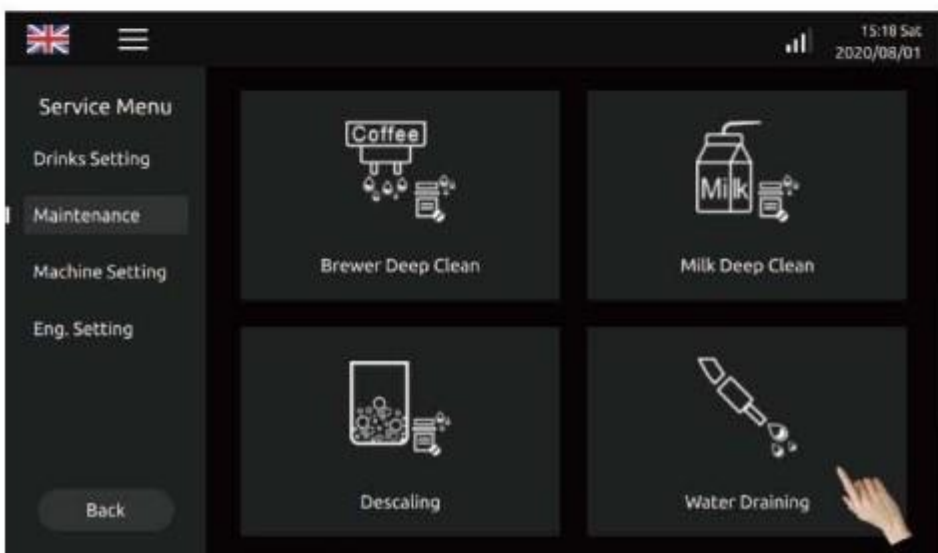 15:18 Sat
2020/08/01
Service Menu
Drinks Setting
Maintenance
Machine Setting
Eng. Setting
Back
Coffee
Brewer Deep Clean
Milk
Milk Deep Clean
Descaling
Water Draining